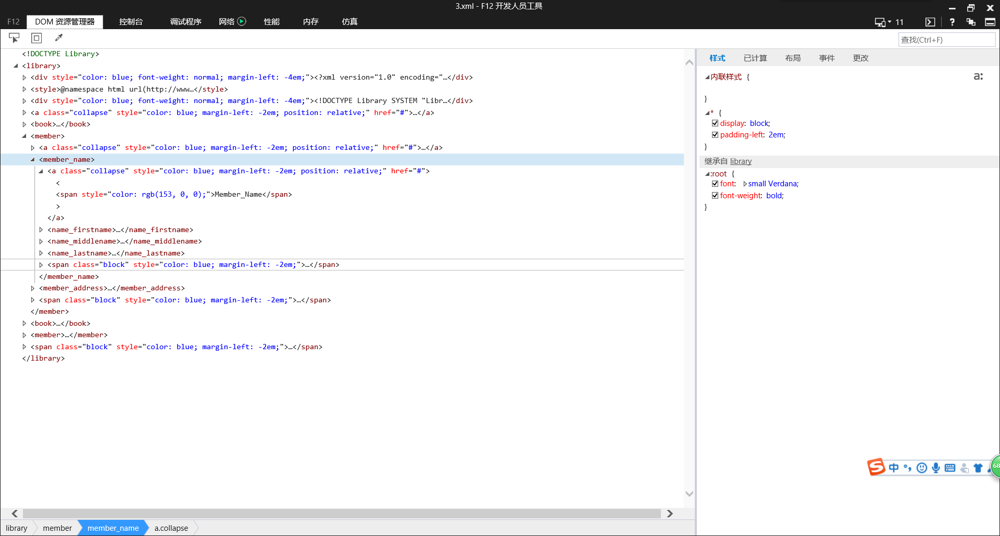 3.xml - F12 开发人员工具
F12 DOM 资源管理器 控制台 调试程序 网络 性能 内存 仿真 11 ?
查找(Ctrl+F)
<!DOCTYPE Library>
<library>
<div style="color: blue; font-weight: normal; margin-left: -4em;"><?xml version="1.0" encoding="…</div>
<style>@namespace html url(http://www…</style>
<div style="color: blue; font-weight: normal; margin-left: -4em;"><!DOCTYPE Library SYSTEM "Libr…</div>
<a class="collapse" style="color: blue; margin-left: -2em; position: relative;" href="#">…</a>
<book>…</book>
<member>
<a class="collapse" style="color: blue; margin-left: -2em; position: relative;" href="#">…</a>
<member_name>
<a class="collapse" style="color: blue; margin-left: -2em; position: relative;" href="#">
<
<span style="color: rgb(153, 0, 0);">Member_Name</span>
>
</a>
<name_firstname>…</name_firstname>
<name_middlename>…</name_middlename>
<name_lastname>…</name_lastname>
<span class="block" style="color: blue; margin-left: -2em;">…</span>
</member_name>
<member_address>…</member_address>
<span class="block" style="color: blue; margin-left: -2em;">…</span>
</member>
<book>…</book>
<member>…</member>
<span class="block" style="color: blue; margin-left: -2em;">…</span>
</library>
library member member_name a.collapse
样式 已计算 布局 事件 更改
内联样式 {
a:
}
* {
display: block;
padding-left: 2em;
}
继承自 library
:root {
font: small Verdana;
font-weight: bold;
}
S 中 °,
68